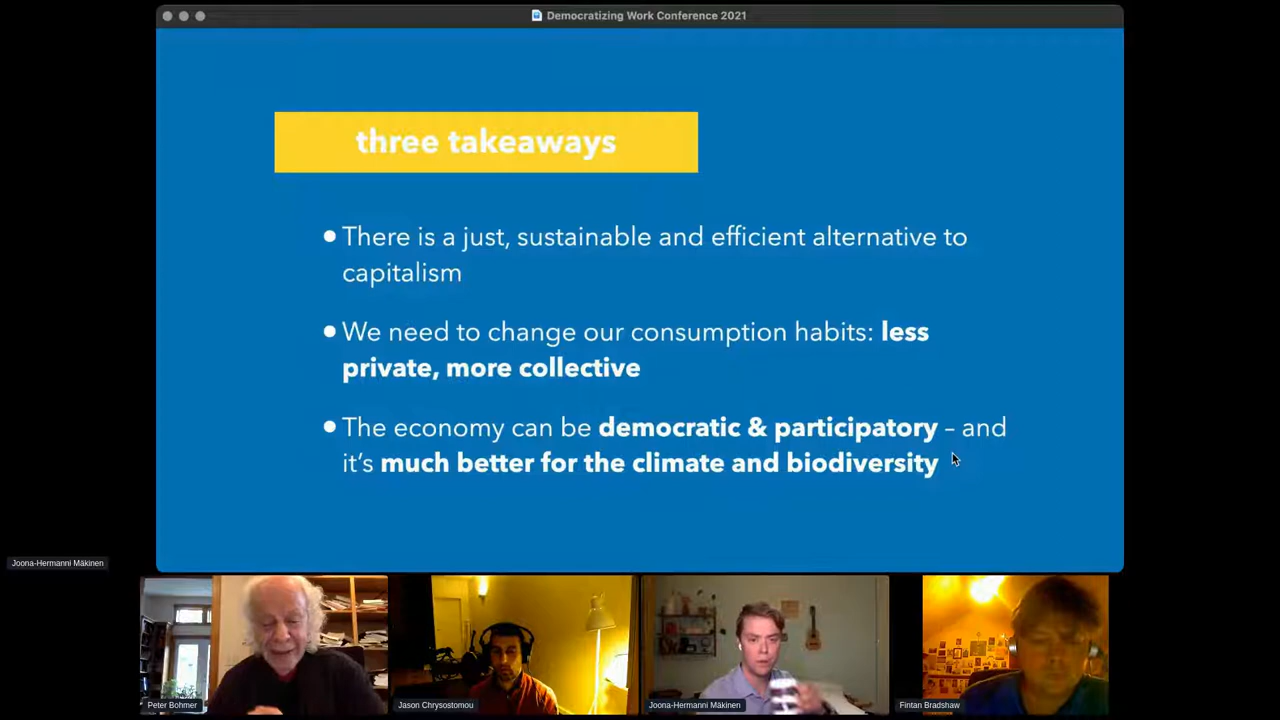 Democratizing Work Conference 2021
three takeaways
There is a just, sustainable and efficient alternative to
capitalism
We need to change our consumption habits: less
private, more collective
The economy can be democratic & participatory – and
it's much better for the climate and biodiversity
Joona-Hermanni Mäkinen
Peter Bohmer
Jason Chrysostomou
Joona-Hermanni Mäkinen
Fintan Bradshaw